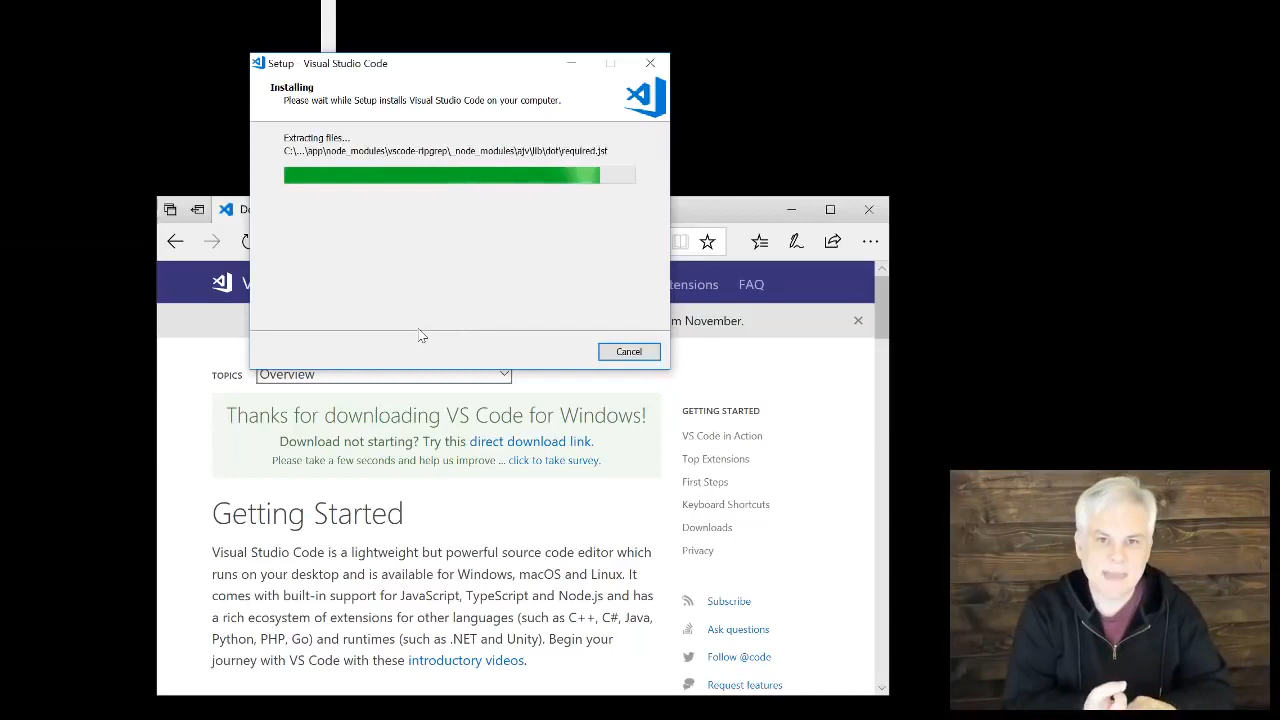 Setup - Visual Studio Code
Installing
Please wait while Setup installs Visual Studio Code on your computer.
Extracting files...
C:\...\app\node_modules\vscode-ripgrep\_node_modules\ajv\lib\dot\required.jst
Cancel
tensions FAQ
m November.
TOPICS Overview
Thanks for downloading VS Code for Windows!
Download not starting? Try this direct download link.
Please take a few seconds and help us improve ... click to take survey.
Getting Started
Visual Studio Code is a lightweight but powerful source code editor which
runs on your desktop and is available for Windows, macOS and Linux. It
comes with built-in support for JavaScript, TypeScript and Node.js and has
a rich ecosystem of extensions for other languages (such as C++, C#, Java,
Python, PHP, Go) and runtimes (such as .NET and Unity). Begin your
journey with VS Code with these introductory videos.
GETTING STARTED
VS Code in Action
Top Extensions
First Steps
Keyboard Shortcuts
Downloads
Privacy
Subscribe
Ask questions
Follow @code
Request features